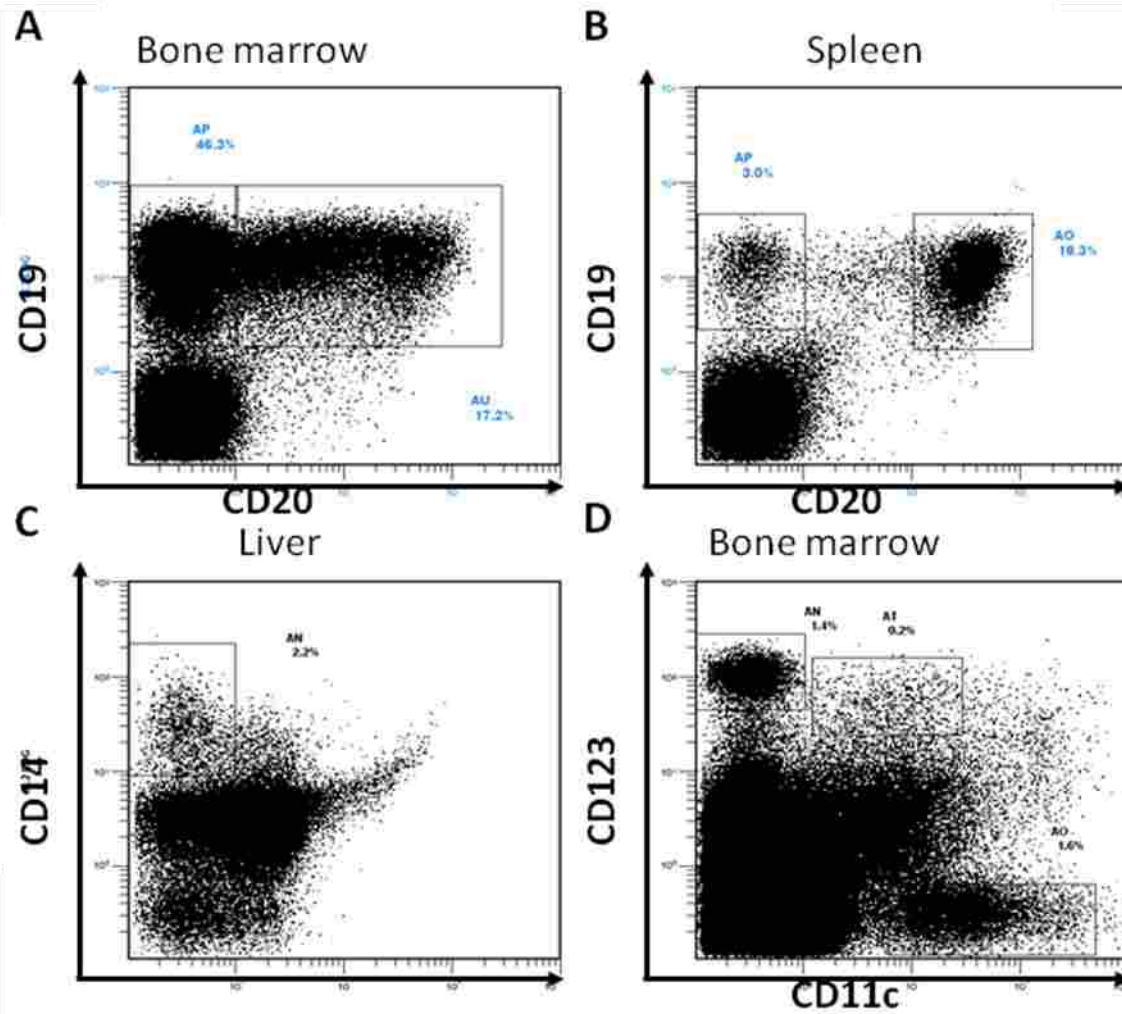 A
Bone marrow
AP
46.3%
CD19
AU
17.2%
CD20
B
Spleen
AP
3.0%
AO
18.3%
CD19
CD20
C
Liver
AN
2.2%
CD14
D
Bone marrow
AN
1.4%
AT
0.2%
CD123
AO
1.6%
CD11c